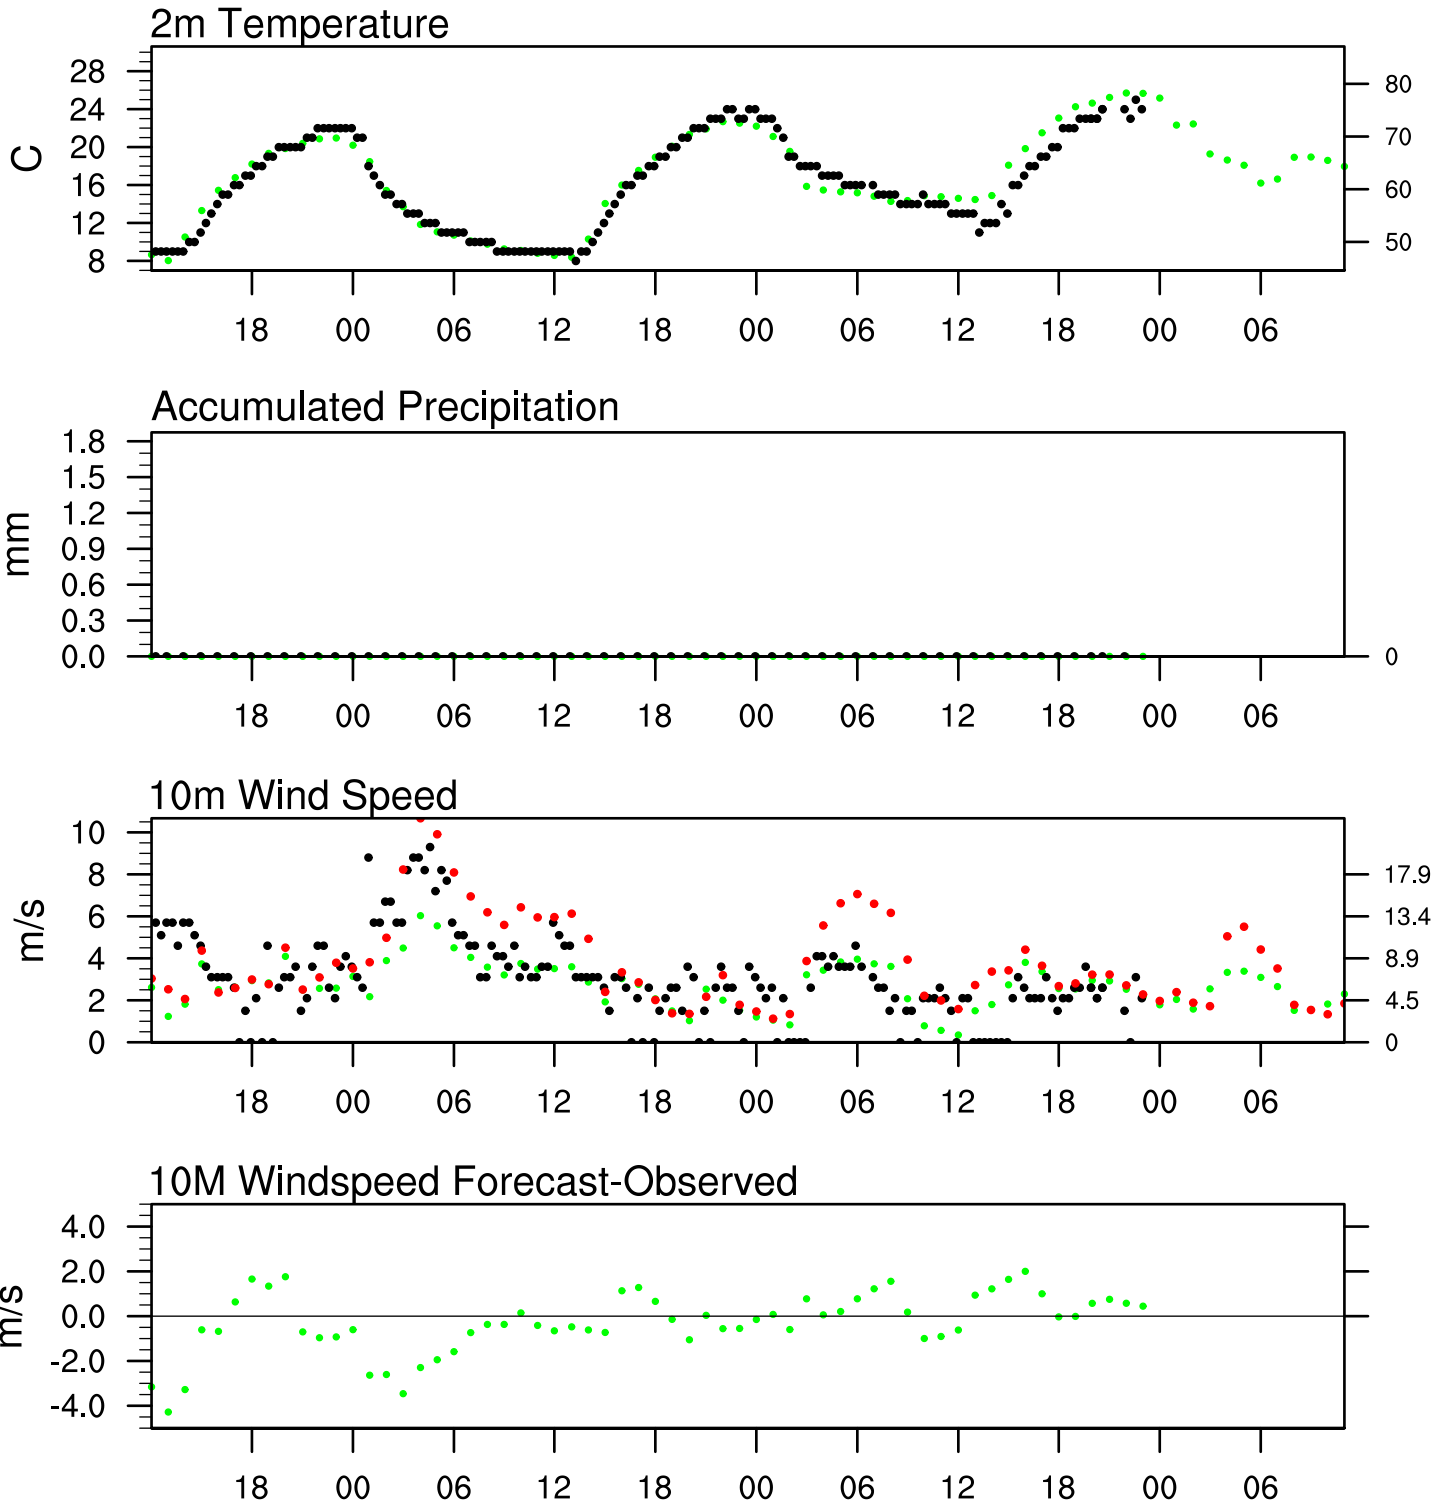 2m Temperature
28
24
20
16
12
8
C
80
70
60
50
18 00 06 12 18 00 06 12 18 00 06
Accumulated Precipitation
1.8
1.5
1.2
0.9
0.6
0.3
0.0
mm
0
18 00 06 12 18 00 06 12 18 00 06
10m Wind Speed
10
8
6
4
2
0
m/s
17.9
13.4
8.9
4.5
0
18 00 06 12 18 00 06 12 18 00 06
10M Windspeed Forecast-Observed
4.0
2.0
0.0
-2.0
-4.0
m/s
18 00 06 12 18 00 06 12 18 00 06